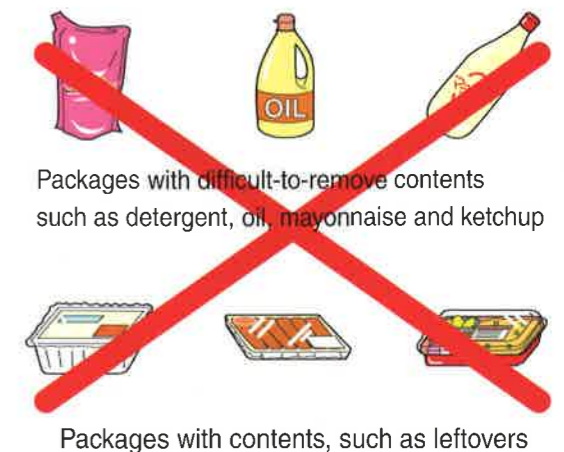 OIL
Packages with difficult-to-remove contents
such as detergent, oil, mayonnaise and ketchup
Packages with contents, such as leftovers